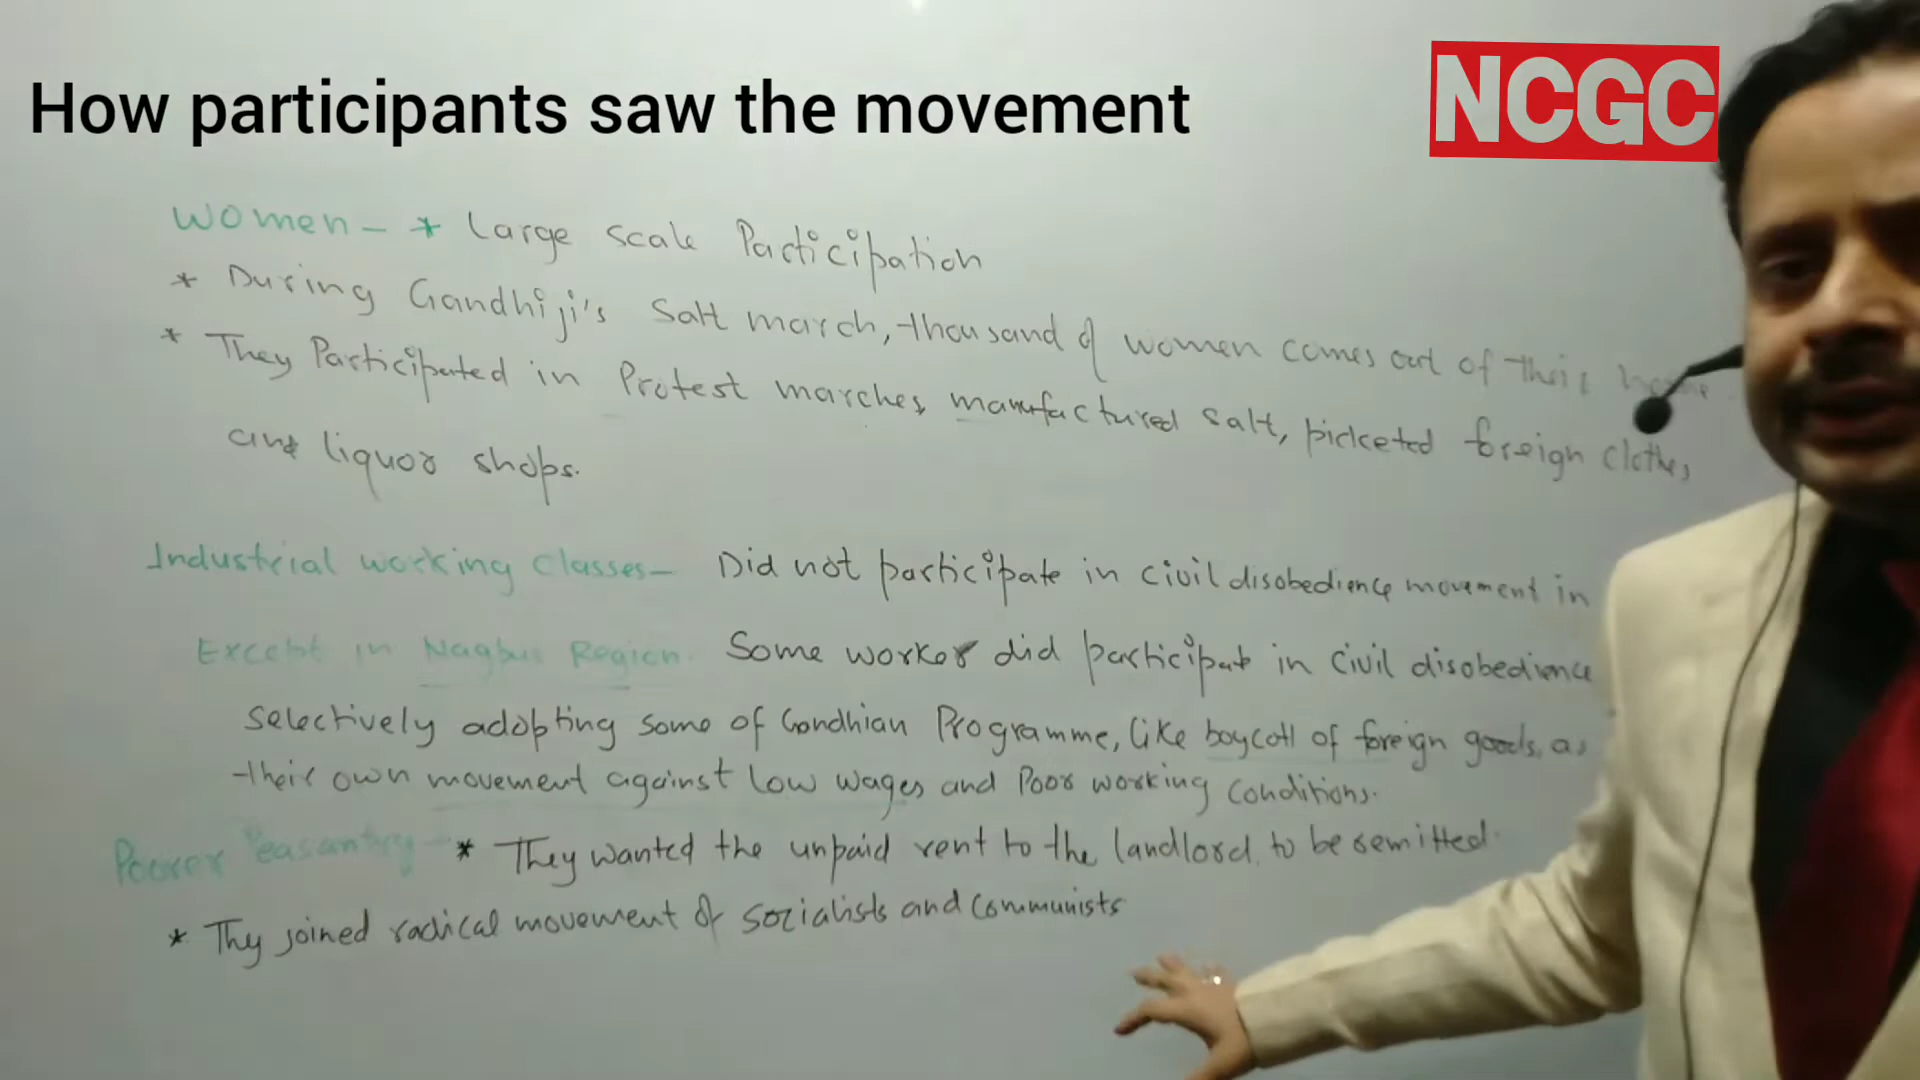 How participants saw the movement
NCGC
Women - * Large scale Participation
* During Gandhiji's Salt march, thousand of women comes out of their home
* They Participated in Protest marches, manufactured salt, picketed foreign clothes,
and liquor shops.
Industrial working classes - Did not participate in civil disobedience movement in
Except in Nagpur Region. Some worker did participat in civil disobedience
selectively adopting some of Gandhian Programme, like boycott of foreign goods, as
their own movement against low wages and Poor working conditions.
Poorer Peasantry - * They wanted the unpaid rent to the landlord to be remitted.
* Thy joined radical movement of socialists and communists